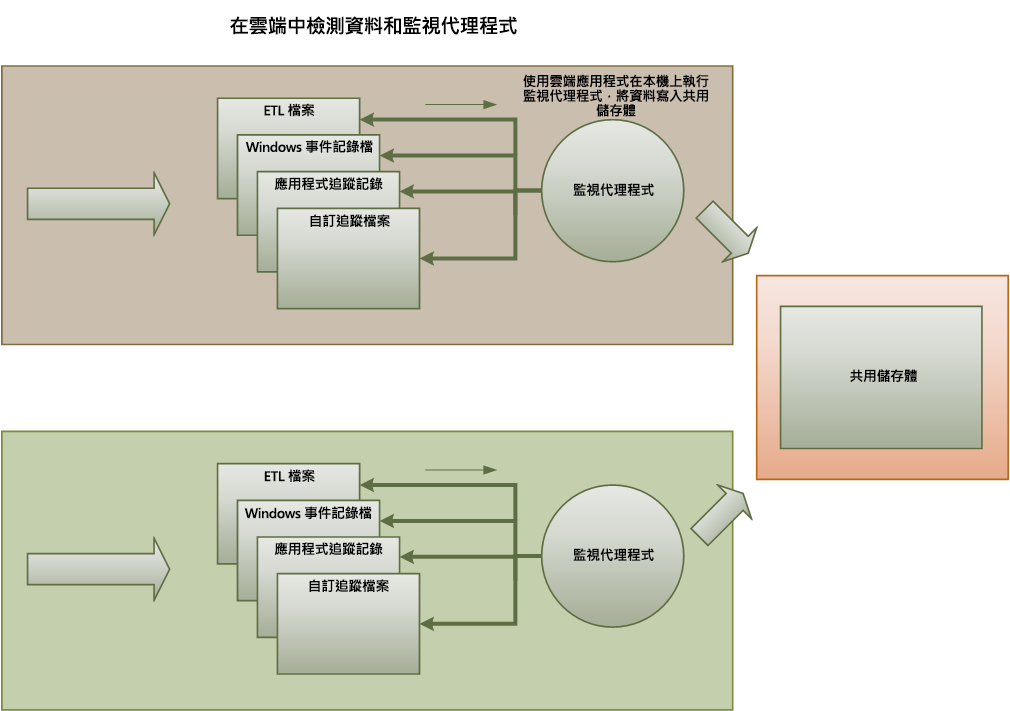 在雲端中檢測資料和監視代理程式
使用雲端應用程式在本機上執行
監視代理程式，將資料寫入共用
儲存體
ETL 檔案
Windows 事件記錄檔
應用程式追蹤記錄
自訂追蹤檔案
監視代理程式
共用儲存體
ETL 檔案
Windows 事件記錄檔
應用程式追蹤記錄
自訂追蹤檔案
監視代理程式